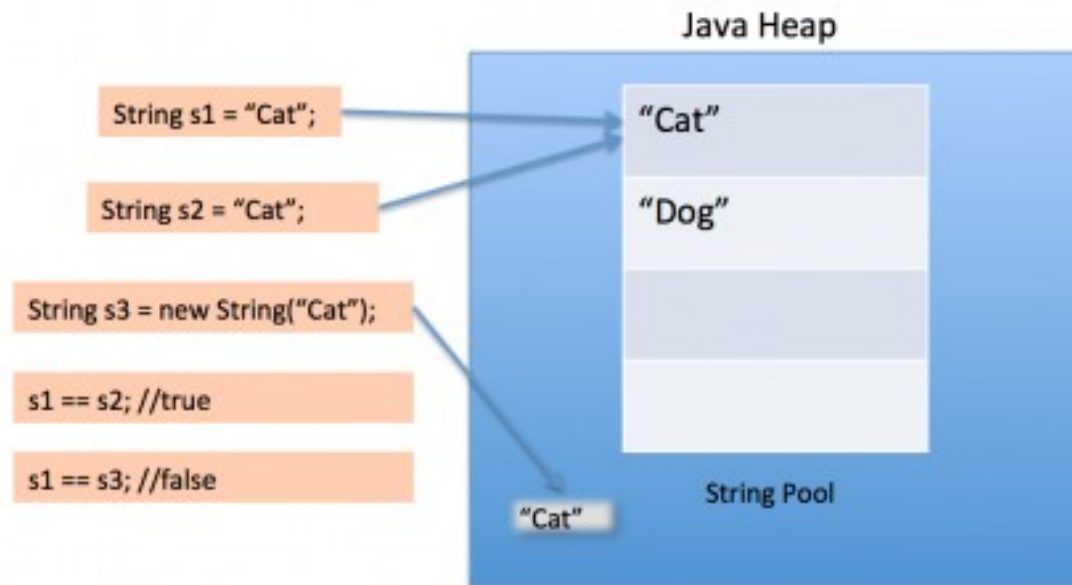 Java Heap
String s1 = “Cat”;
String s2 = “Cat”;
String s3 = new String(“Cat”);
s1 == s2; //true
s1 == s3; //false
“Cat”
“Dog”
String Pool
“Cat”